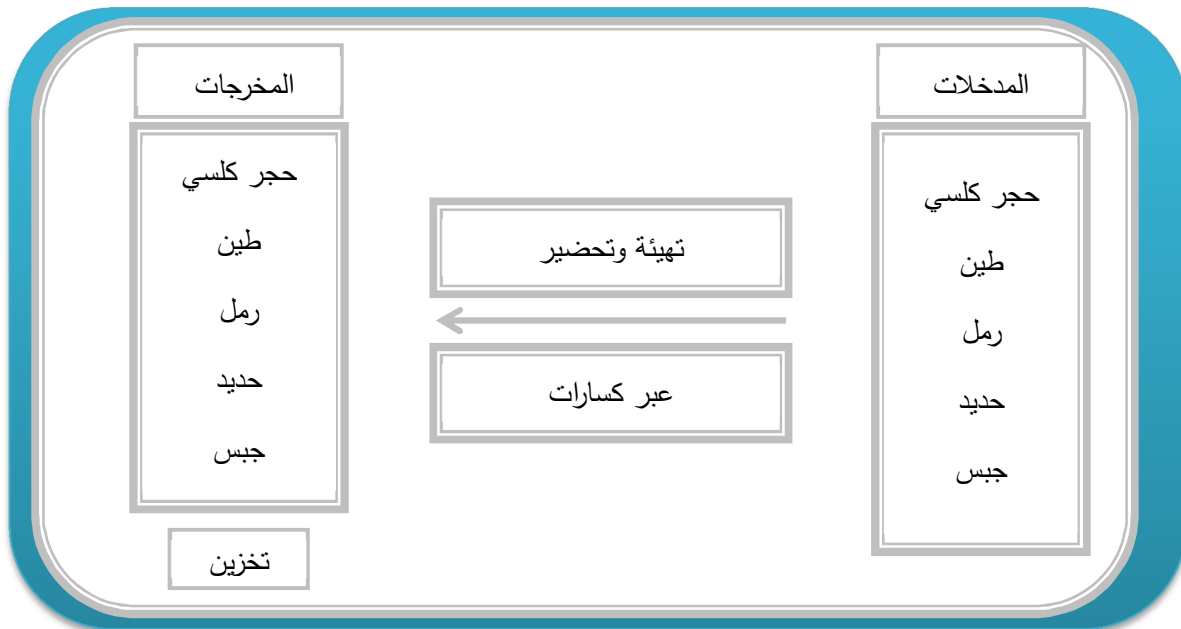 المدخلات
حجر كلسي
طين
رمل
حديد
جبس
تهيئة وتحضير
عبر كسارات
المخرجات
حجر كلسي
طين
رمل
حديد
جبس
تخزين